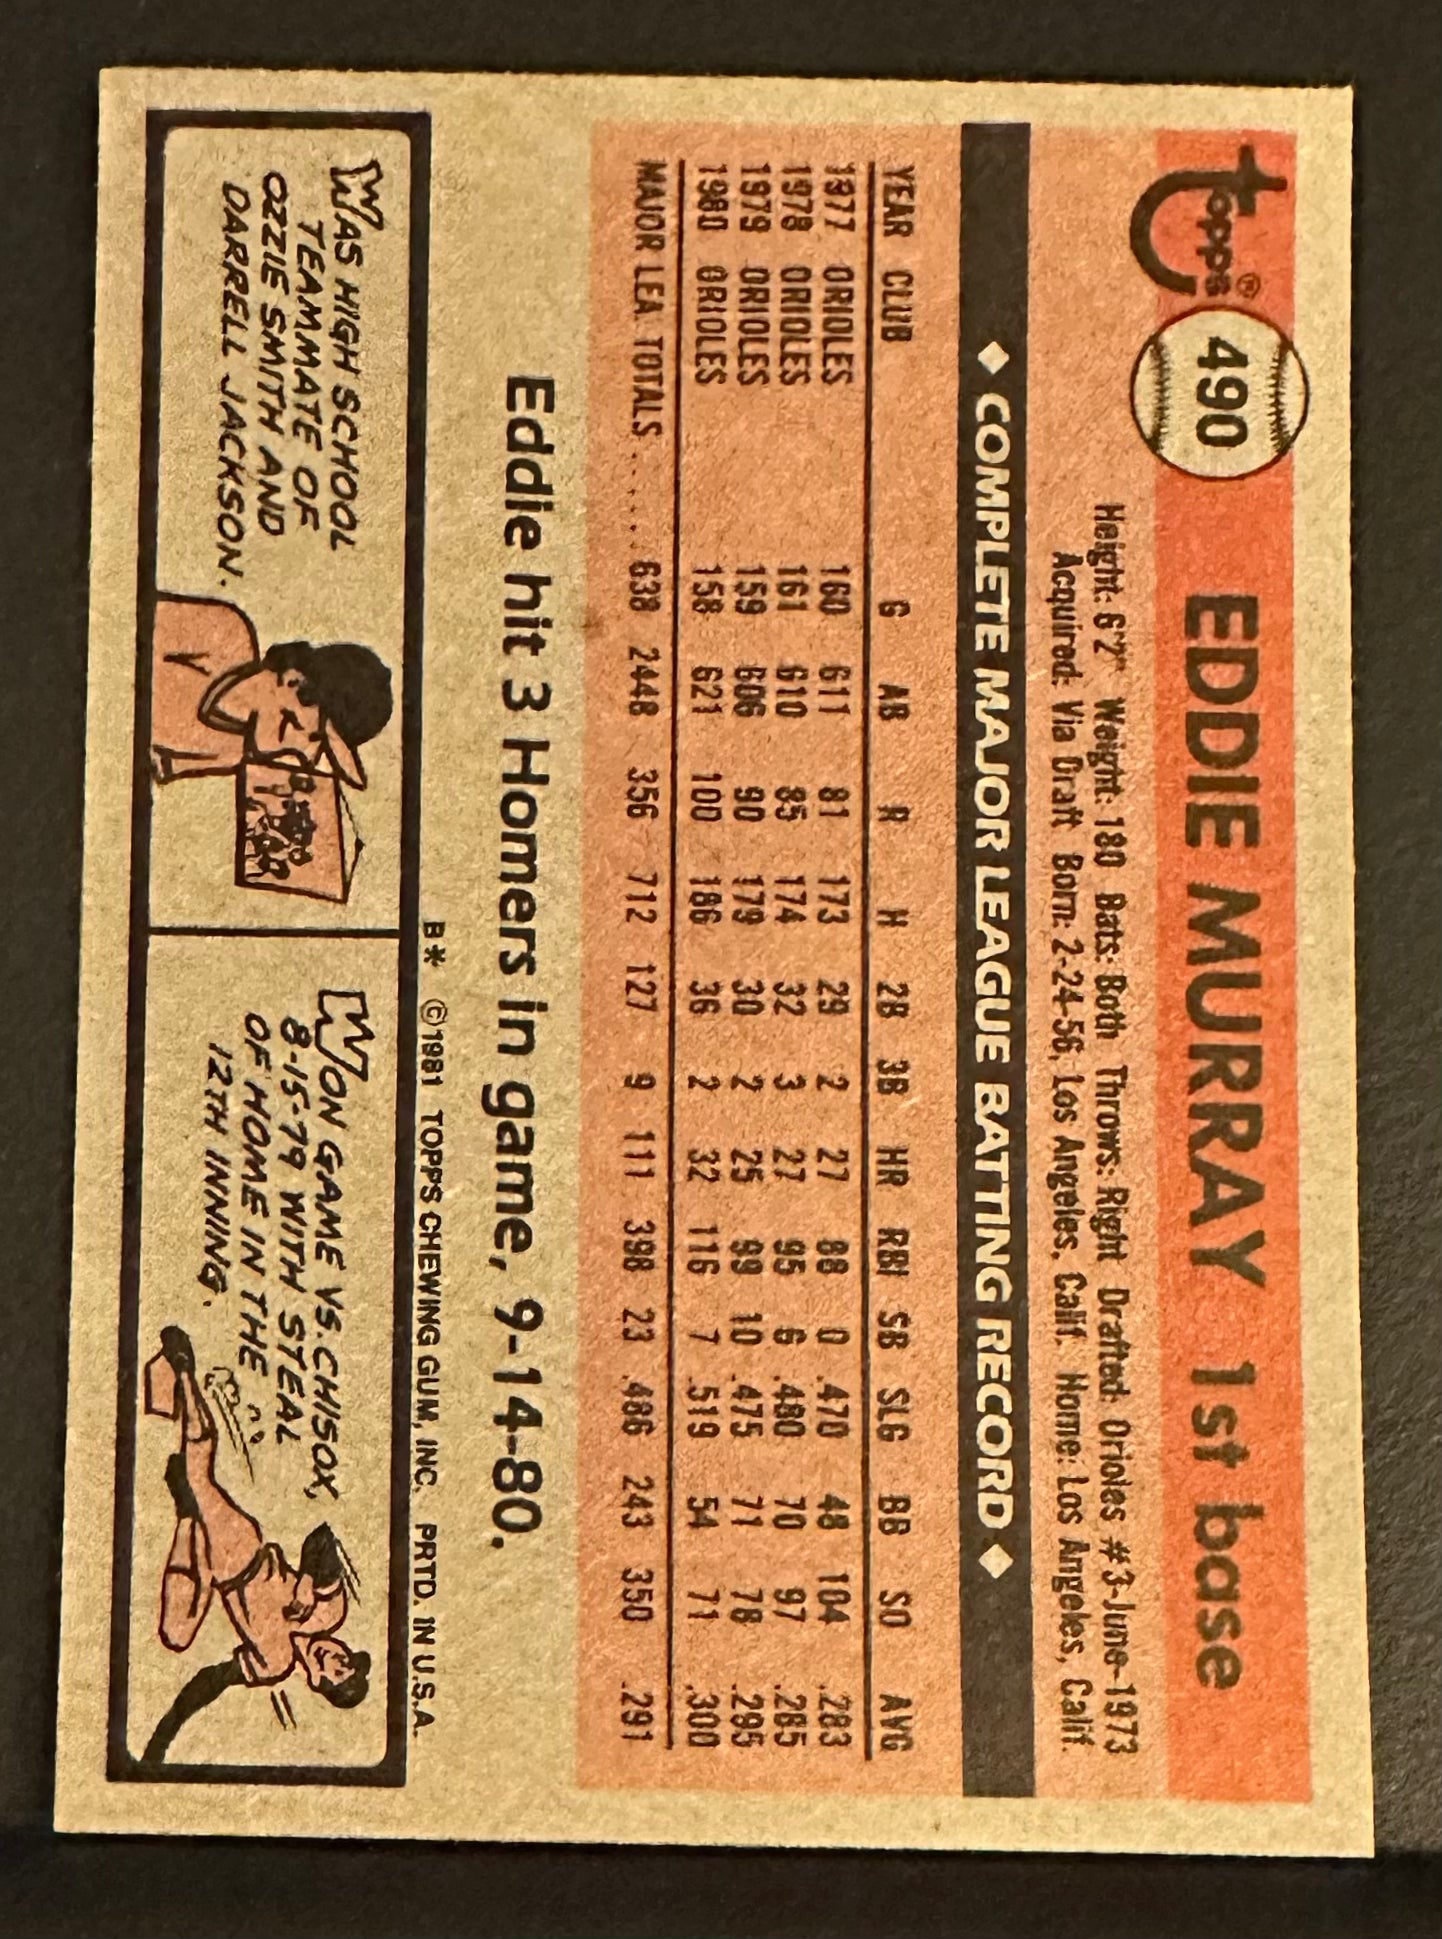 topps®
490
EDDIE MURRAY 1st base
Height: 6'2" Weight: 180 Bats: Both Throws: Right Drafted: Orioles #3-June-1973
Acquired: Via Draft Born: 2-24-56, Los Angeles, Calif. Home: Los Angeles, Calif.
◆ COMPLETE MAJOR LEAGUE BATTING RECORD ◆
YEAR CLUB G AB R H 2B 3B HR RBI SB SLG BB SO AVG
1977 ORIOLES 160 611 81 173 29 2 27 88 0 .470 48 104 .283
1978 ORIOLES 161 610 85 174 32 3 27 95 6 .480 70 97 .285
1979 ORIOLES 159 606 90 179 30 2 25 99 10 .475 71 78 .295
1980 ORIOLES 158 621 100 186 36 2 32 116 7 .519 54 71 .300
MAJOR LEA. TOTALS ...... 638 2448 356 712 127 9 111 398 23 .486 243 350 .291
Eddie hit 3 Homers in game, 9-14-80.
B* ©1981 TOPPS CHEWING GUM, INC. PRTD. IN U.S.A.
WAS HIGH SCHOOL
TEAMMATE OF
OZZIE SMITH AND
DARRELL JACKSON.
WON GAME VS. CHISOX,
8-15-79 WITH STEAL
OF HOME IN THE
12TH INNING.